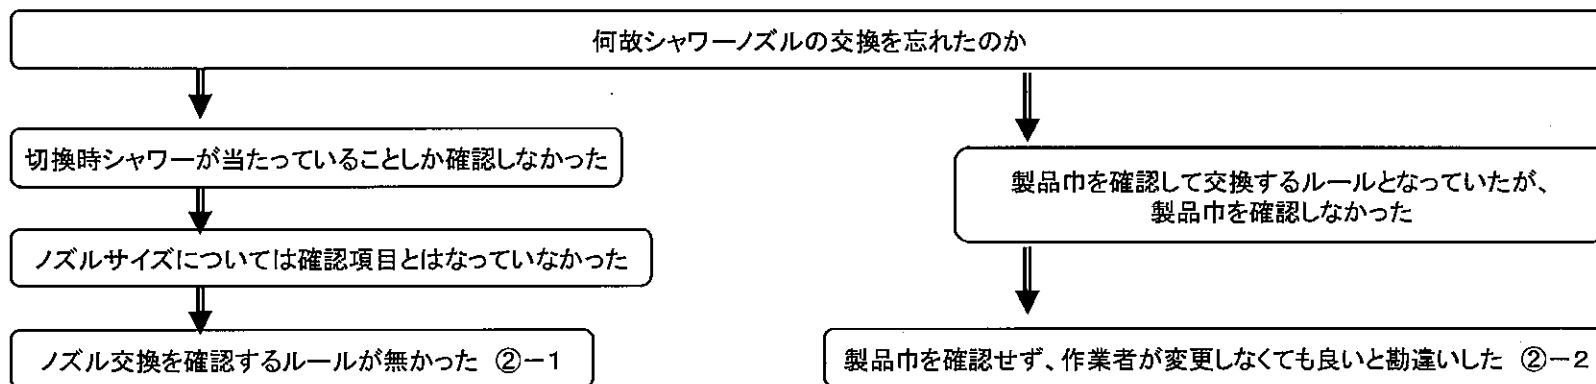 何故シャワーノズルの交換を忘れたのか
切換時シャワーが当たっていることしか確認しなかった
ノズルサイズについては確認項目とはなっていなかった
ノズル交換を確認するルールが無かった ②－1
製品巾を確認して交換するルールとなっていたが、
製品巾を確認しなかった
製品巾を確認せず、作業者が変更しなくても良いと勘違いした ②－2